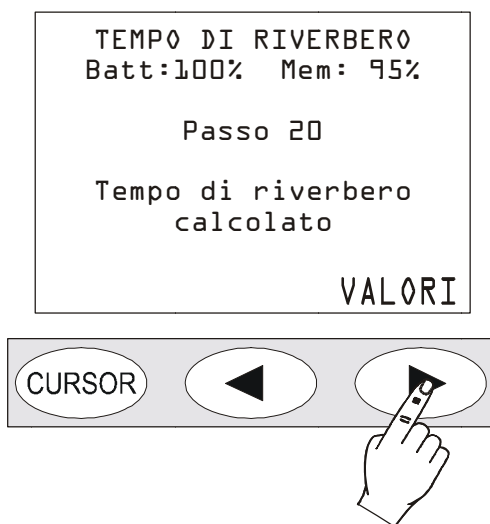 TEMPO DI RIVERBERO
Batt:100% Mem: 95%
Passo 20
Tempo di riverbero
calcolato
VALORI
CURSOR